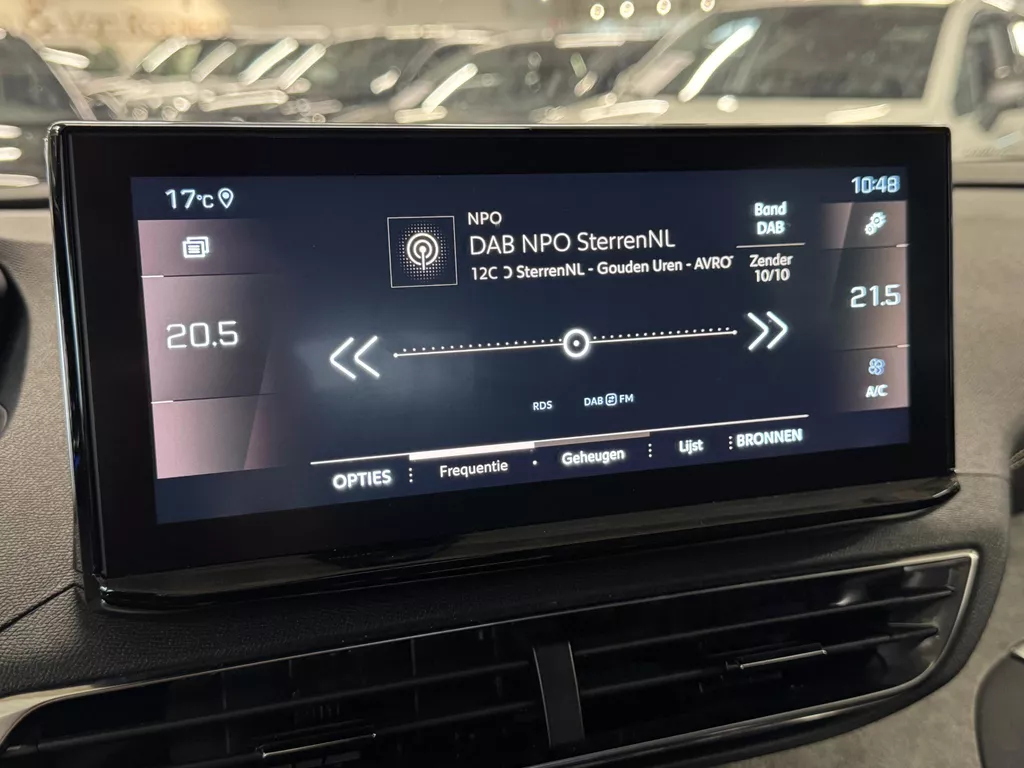 17°C
10:48
NPO
DAB NPO SterrenNL
12C SterrenNL - Gouden Uren - AVRO
Band
DAB
Zender
10/10
20.5
21.5
RDS
DAB FM
A/C
OPTIES
Frequentie
Geheugen
Lijst
BRONNEN